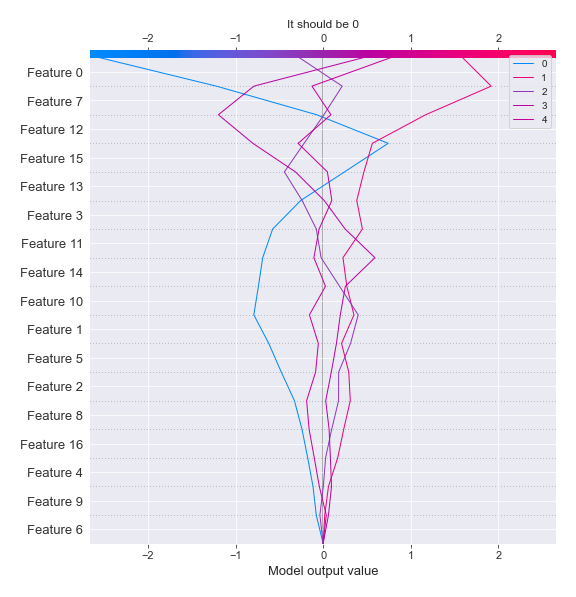 It should be 0
−2 −1 0 1 2
0
1
2
3
4
Feature 0
Feature 7
Feature 12
Feature 15
Feature 13
Feature 3
Feature 11
Feature 14
Feature 10
Feature 1
Feature 5
Feature 2
Feature 8
Feature 16
Feature 4
Feature 9
Feature 6
−2 −1 0 1 2
Model output value